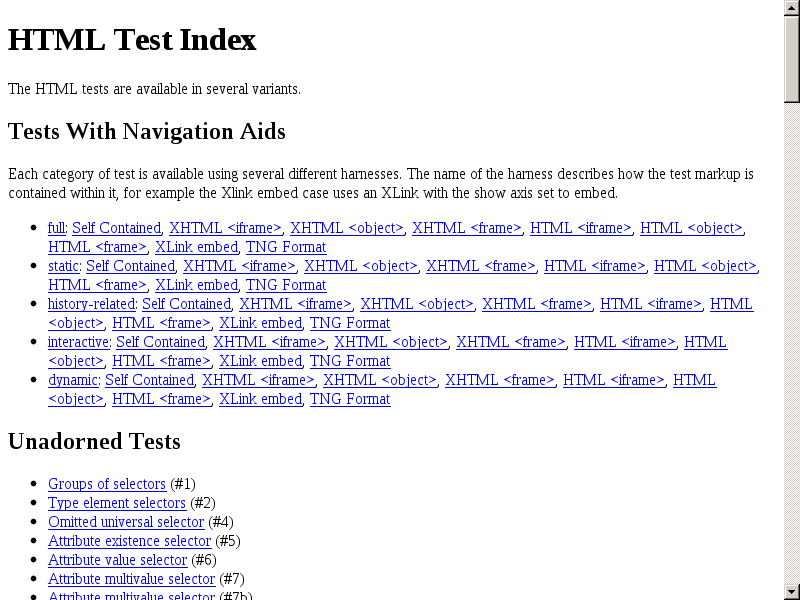 HTML Test Index
The HTML tests are available in several variants.
Tests With Navigation Aids
Each category of test is available using several different harnesses. The name of the harness describes how the test markup is
contained within it, for example the Xlink embed case uses an XLink with the show axis set to embed.
full: Self Contained, XHTML <iframe>, XHTML <object>, XHTML <frame>, HTML <iframe>, HTML <object>,
HTML <frame>, XLink embed, TNG Format
static: Self Contained, XHTML <iframe>, XHTML <object>, XHTML <frame>, HTML <iframe>, HTML <object>,
HTML <frame>, XLink embed, TNG Format
history-related: Self Contained, XHTML <iframe>, XHTML <object>, XHTML <frame>, HTML <iframe>, HTML
<object>, HTML <frame>, XLink embed, TNG Format
interactive: Self Contained, XHTML <iframe>, XHTML <object>, XHTML <frame>, HTML <iframe>, HTML
<object>, HTML <frame>, XLink embed, TNG Format
dynamic: Self Contained, XHTML <iframe>, XHTML <object>, XHTML <frame>, HTML <iframe>, HTML
<object>, HTML <frame>, XLink embed, TNG Format
Unadorned Tests
Groups of selectors (#1)
Type element selectors (#2)
Omitted universal selector (#4)
Attribute existence selector (#5)
Attribute value selector (#6)
Attribute multivalue selector (#7)
Attribute multivalue selector (#7b)